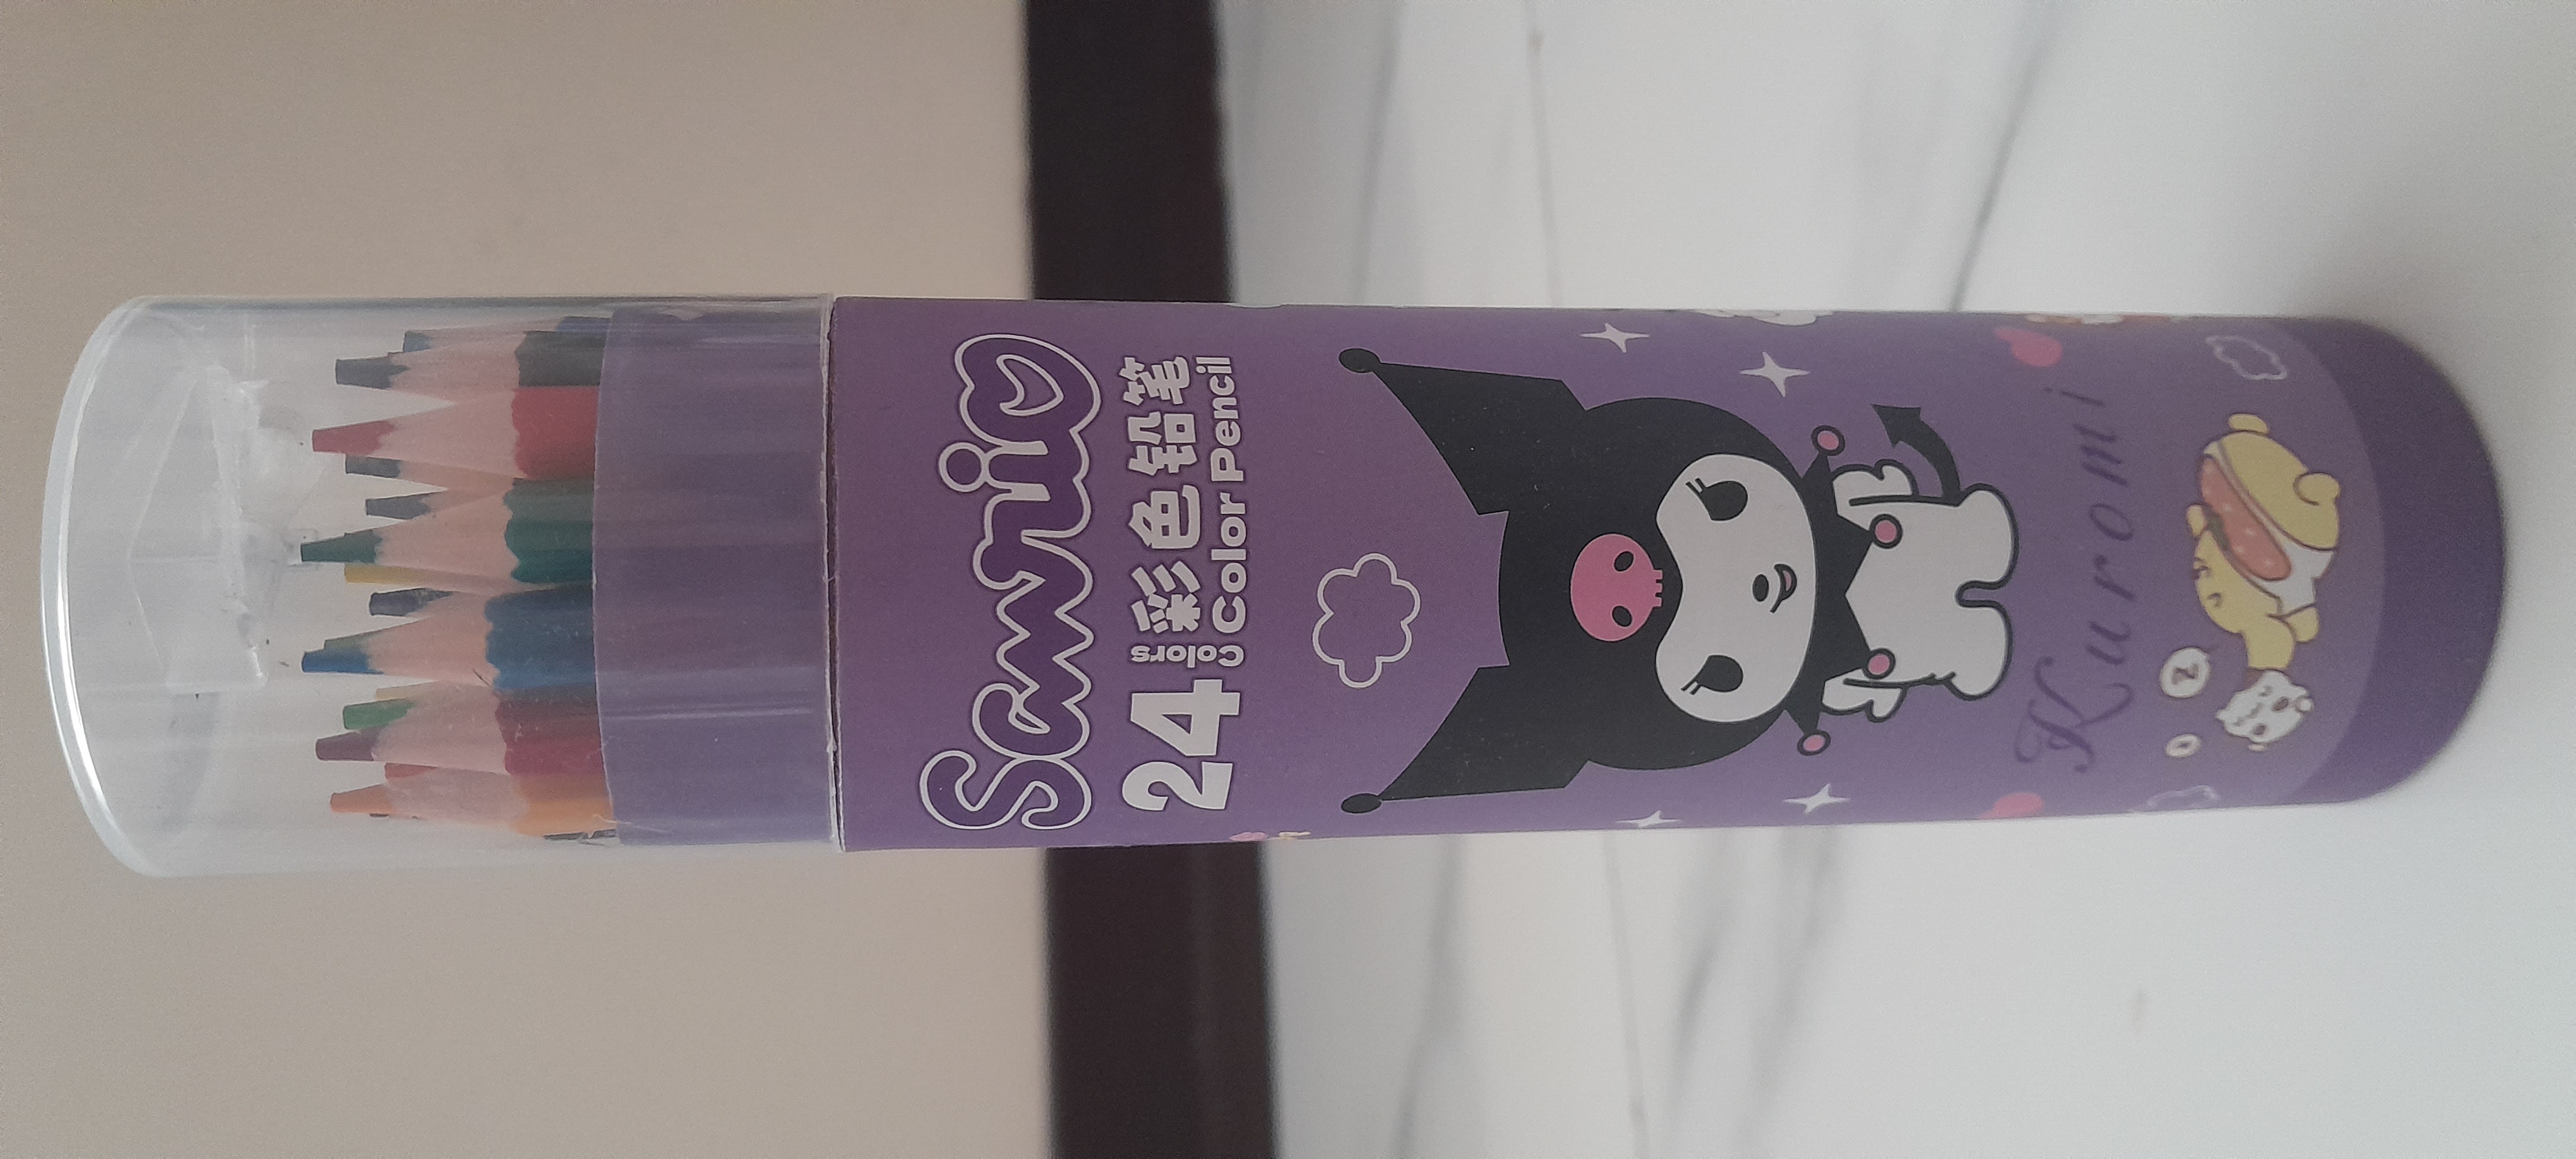 Sanrio
24 Colors 彩色铅笔
Color Pencil
Kuromi
Z